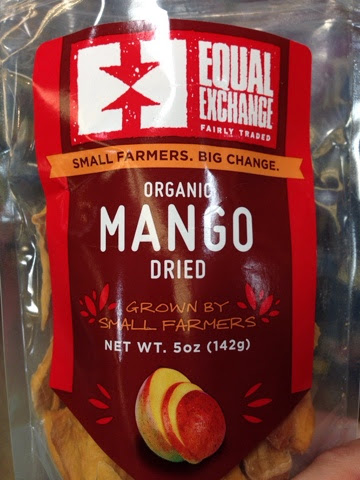 EQUAL
EXCHANGE
FAIRLY TRADED
SMALL FARMERS. BIG CHANGE.
ORGANIC
MANGO
DRIED
GROWN BY
SMALL FARMERS
NET WT. 5oz (142g)